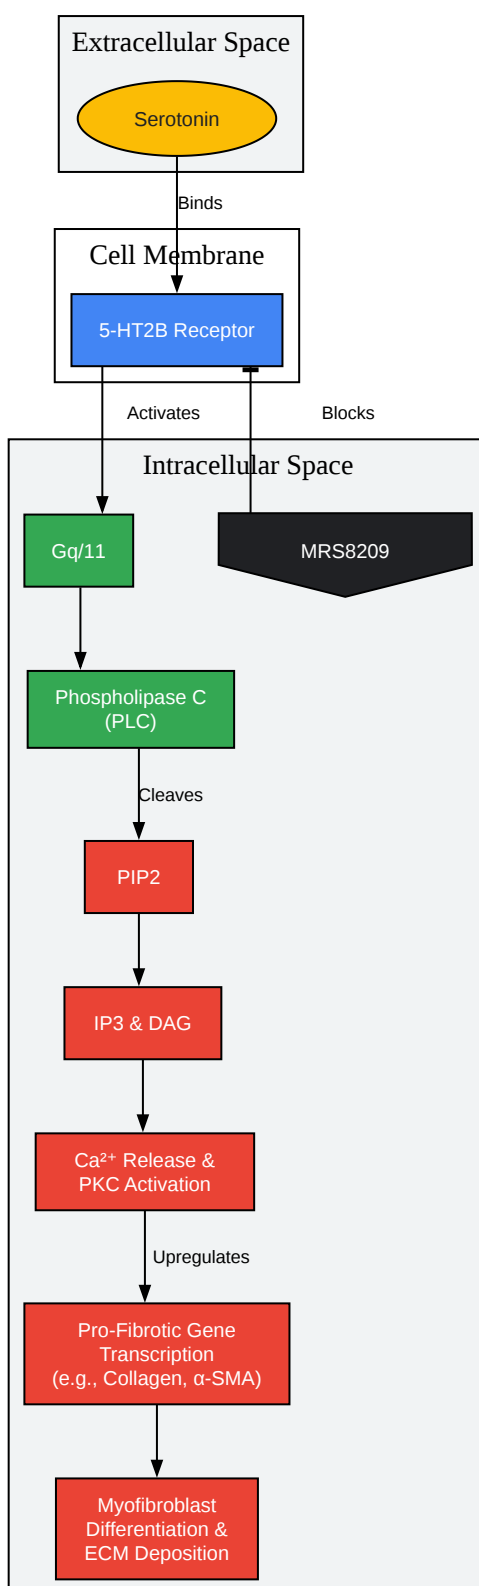 Extracellular Space
Serotonin
Binds
Cell Membrane
5-HT2B Receptor
Activates
Blocks
Intracellular Space
Gq/11
MRS8209
Phospholipase C
(PLC)
Cleaves
PIP2
IP3 & DAG
Ca²⁺ Release &
PKC Activation
Upregulates
Pro-Fibrotic Gene
Transcription
(e.g., Collagen, α-SMA)
Myofibroblast
Differentiation &
ECM Deposition